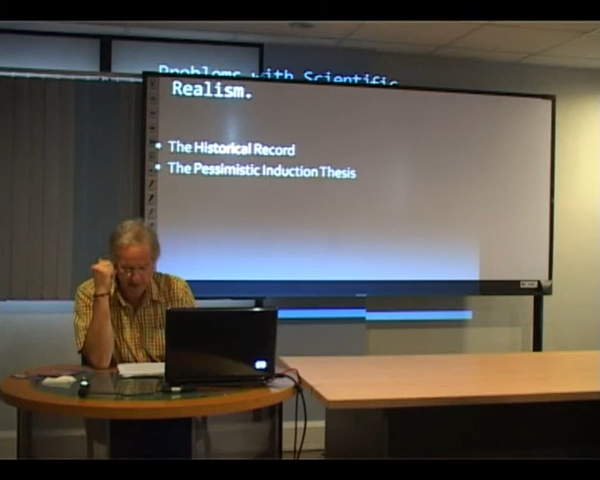 Problems with Scientific
Realism.
• The Historical Record
• The Pessimistic Induction Thesis